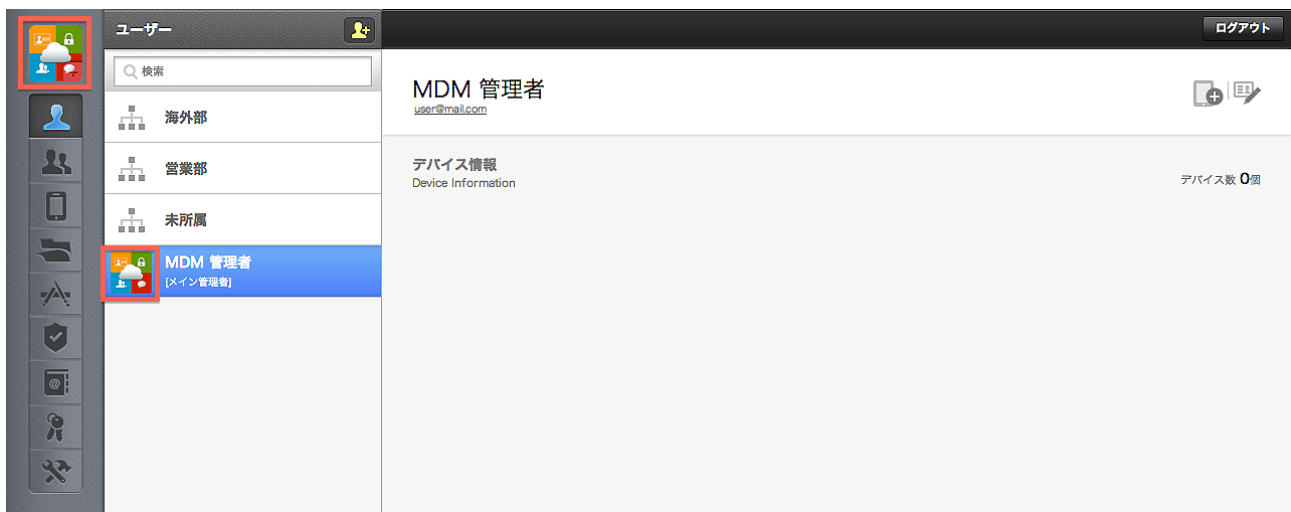 ユーザー
ログアウト
検索
海外部
営業部
未所属
MDM 管理者
[メイン管理者]
MDM 管理者
user@mail.com
デバイス情報
Device Information
デバイス数 0個